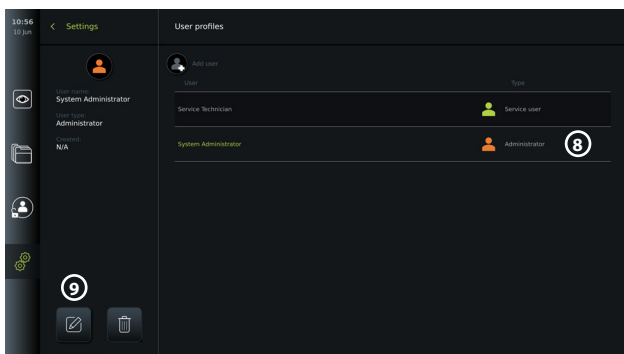 10:56
10 Jun
Settings
User profiles
Add user
User name:
System Administrator
User type:
Administrator
Created:
N/A
User
Type
Service Technician
Service user
System Administrator
Administrator
8
9